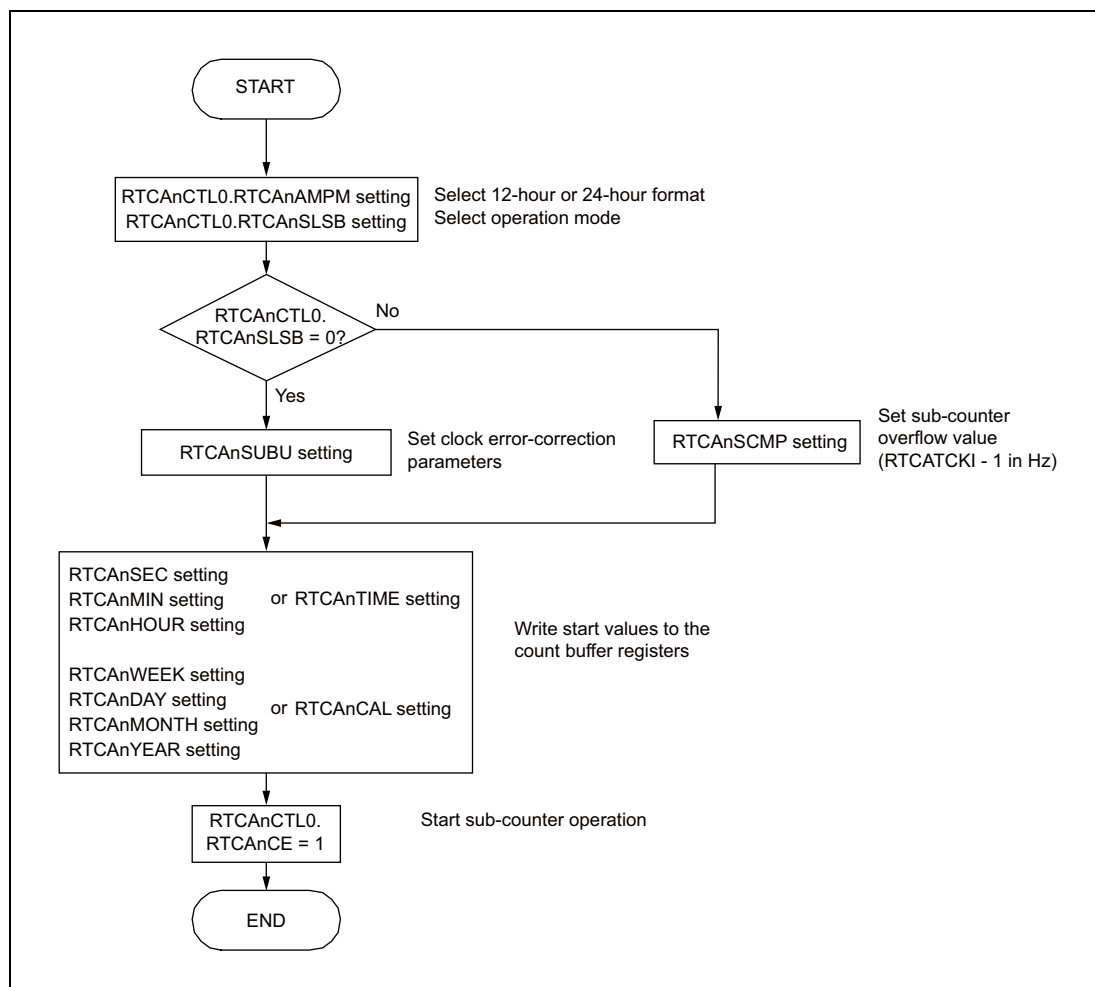 START
RTCAnCTL0.RTCAnAMPM setting
RTCAnCTL0.RTCAnSLSB setting
Select 12-hour or 24-hour format
Select operation mode
RTCAnCTL0.
RTCAnSLSB = 0?
No
Yes
RTCAnSUBU setting
Set clock error-correction
parameters
RTCAnSCMP setting
Set sub-counter
overflow value
(RTCATCKI - 1 in Hz)
RTCAnSEC setting
RTCAnMIN setting
RTCAnHOUR setting
or RTCAnTIME setting
RTCAnWEEK setting
RTCAnDAY setting
RTCAnMONTH setting
RTCAnYEAR setting
or RTCAnCAL setting
Write start values to the
count buffer registers
RTCAnCTL0.
RTCAnCE = 1
Start sub-counter operation
END